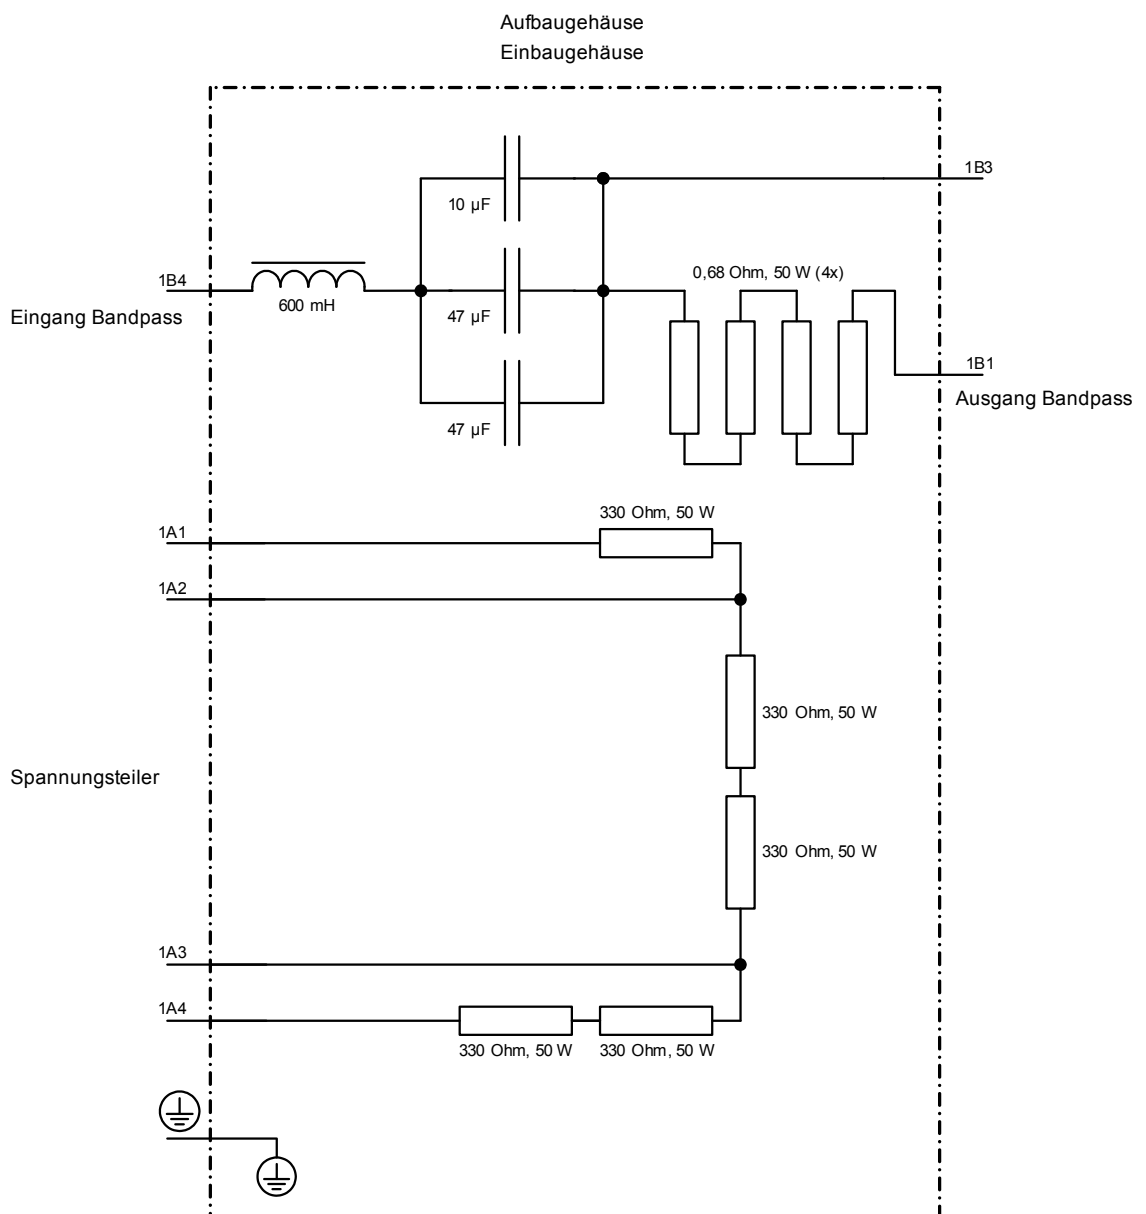 Aufbaugehäuse
Einbaugehäuse
1B3
10 µF
0,68 Ohm, 50 W (4x)
1B4
600 mH
Eingang Bandpass
47 µF
1B1
Ausgang Bandpass
47 µF
330 Ohm, 50 W
1A1
1A2
330 Ohm, 50 W
Spannungsteiler
330 Ohm, 50 W
1A3
1A4
330 Ohm, 50 W
330 Ohm, 50 W